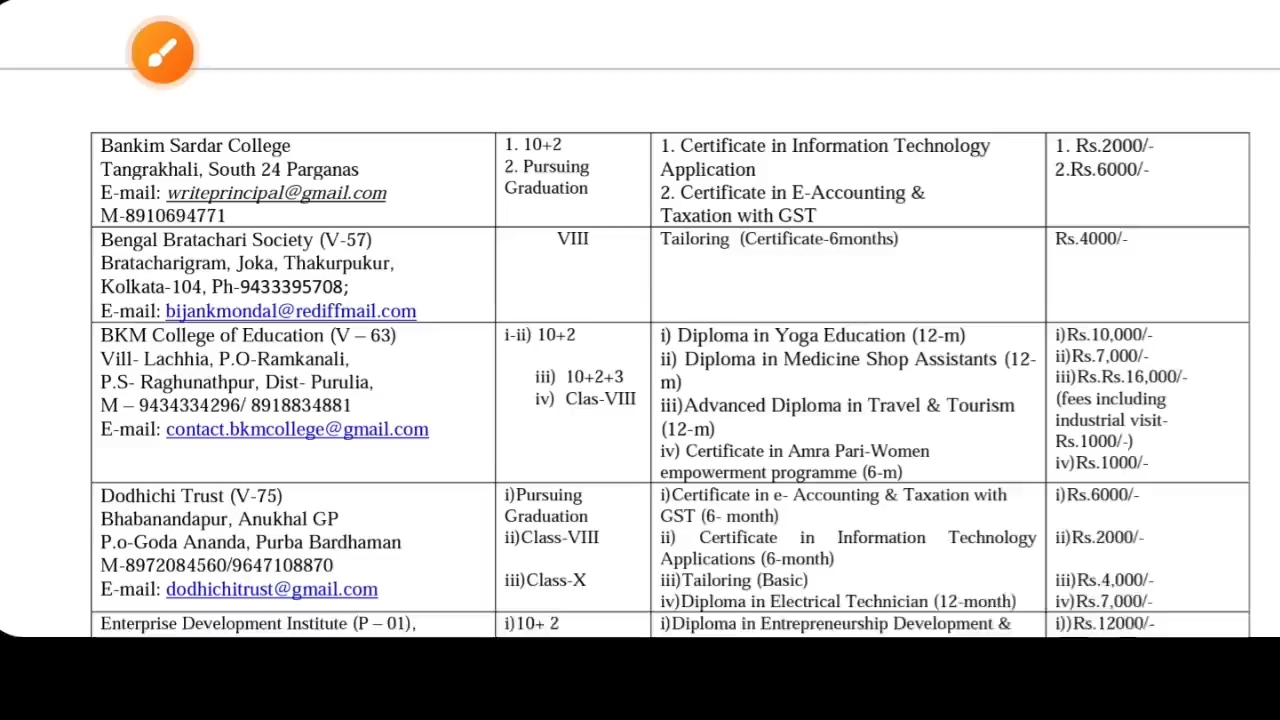 Bankim Sardar College
Tangrakhali, South 24 Parganas
E-mail: writeprincipal@gmail.com
M-8910694771
1. 10+2
2. Pursuing
Graduation
1. Certificate in Information Technology
Application
2. Certificate in E-Accounting &
Taxation with GST
1. Rs.2000/-
2.Rs.6000/-
Bengal Bratachari Society (V-57)
Bratacharigram, Joka, Thakurpukur,
Kolkata-104, Ph-9433395708;
E-mail: bijankmondal@rediffmail.com
VIII
Tailoring (Certificate-6months)
Rs.4000/-
BKM College of Education (V – 63)
Vill- Lachhia, P.O-Ramkanali,
P.S- Raghunathpur, Dist- Purulia,
M – 9434334296/ 8918834881
E-mail: contact.bkmcollege@gmail.com
i-ii) 10+2
iii) 10+2+3
iv) Clas-VIII
i) Diploma in Yoga Education (12-m)
ii) Diploma in Medicine Shop Assistants (12-
m)
iii)Advanced Diploma in Travel & Tourism
(12-m)
iv) Certificate in Amra Pari-Women
empowerment programme (6-m)
i)Rs.10,000/-
ii)Rs.7,000/-
iii)Rs.Rs.16,000/-
(fees including
industrial visit-
Rs.1000/-)
iv)Rs.1000/-
Dodhichi Trust (V-75)
Bhabanandapur, Anukhal GP
P.o-Goda Ananda, Purba Bardhaman
M-8972084560/9647108870
E-mail: dodhichitrust@gmail.com
i)Pursuing
Graduation
ii)Class-VIII
iii)Class-X
i)Certificate in e- Accounting & Taxation with
GST (6- month)
ii) Certificate in Information Technology
Applications (6-month)
iii)Tailoring (Basic)
iv)Diploma in Electrical Technician (12-month)
i)Rs.6000/-
ii)Rs.2000/-
iii)Rs.4,000/-
iv)Rs.7,000/-
Enterprise Development Institute (P – 01),
i)10+ 2
i)Diploma in Entrepreneurship Development &
i))Rs.12000/-